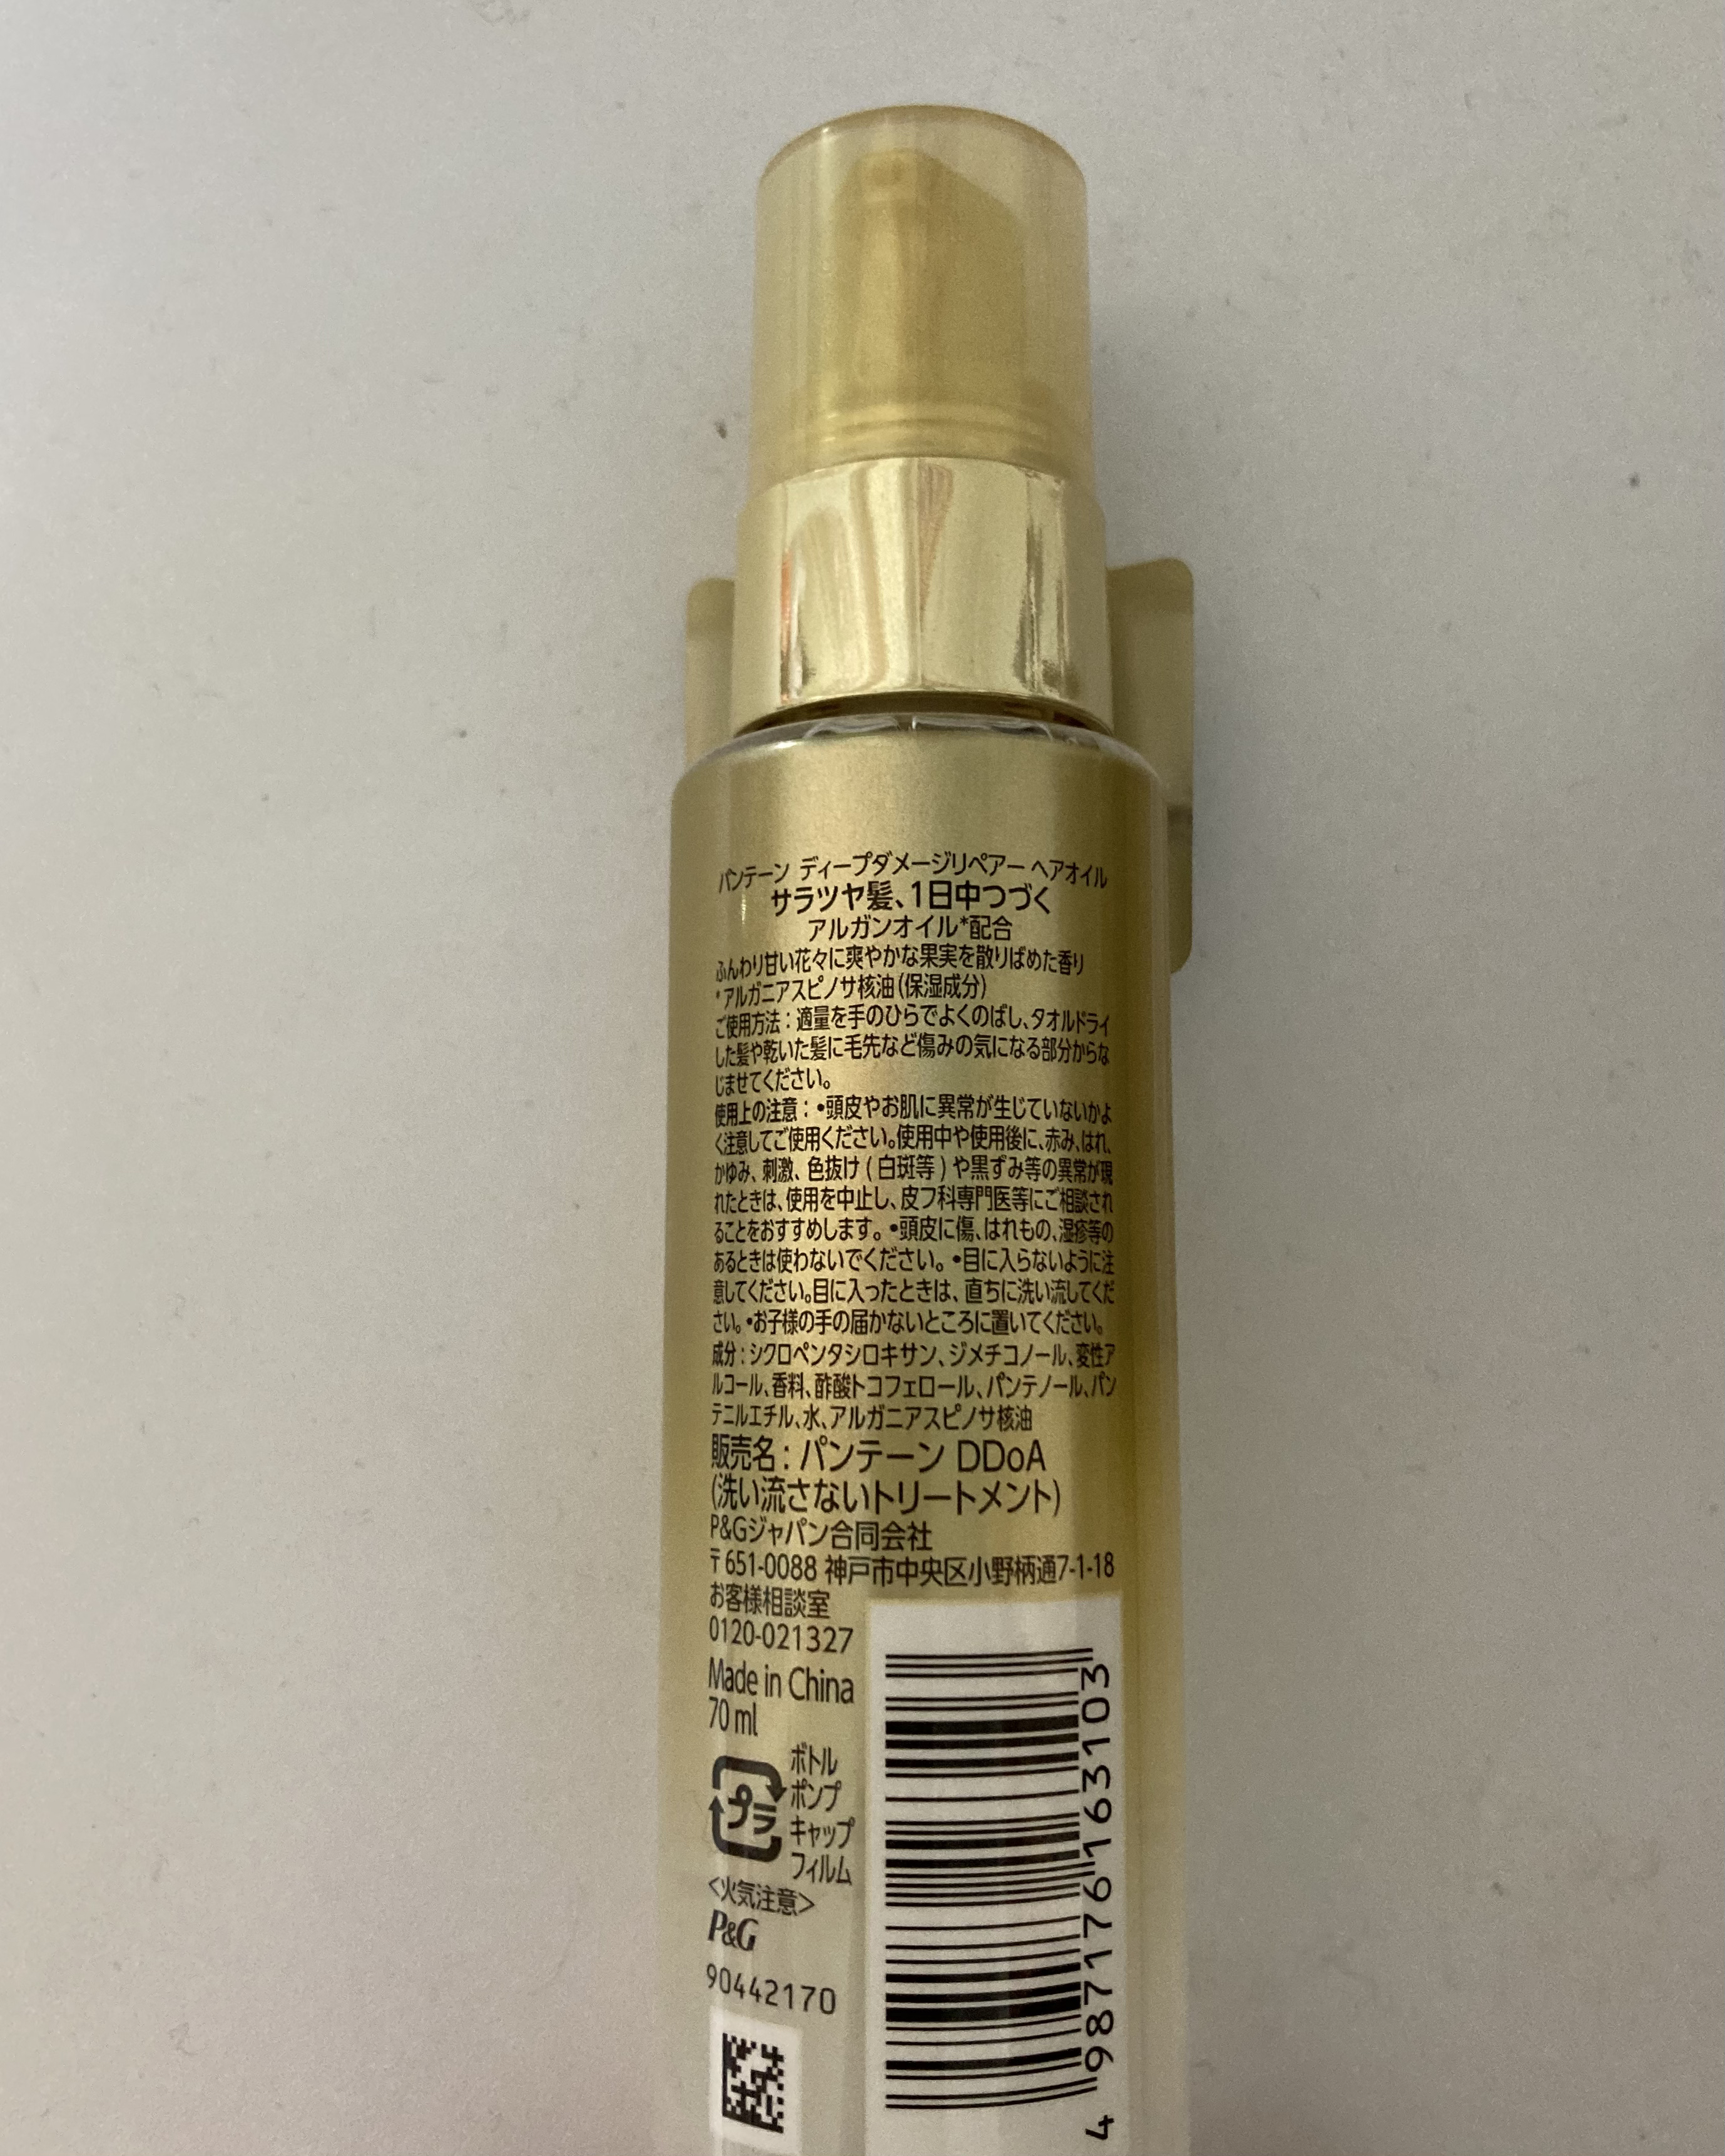 パンテーン ディープダメージリペアー ヘアオイル
サラツヤ髪、1日中つづく
アルガンオイル*配合
ふんわり甘い花々に爽やかな果実を散りばめた香り
*アルガニアスピノサ核油(保湿成分)
ご使用方法:適量を手のひらでよくのばし、タオルドライ
した髪や乾いた髪に毛先など傷みの気になる部分からな
じませてください。
使用上の注意:•頭皮やお肌に異常が生じていないかよ
く注意してご使用ください。使用中や使用後に、赤み、はれ、
かゆみ、刺激、色抜け(白斑等)や黒ずみ等の異常が現
れたときは、使用を中止し、皮フ科専門医等にご相談され
ることをおすすめします。•頭皮に傷、はれもの、湿疹等の
あるときは使わないでください。•目に入らないように注
意してください。目に入ったときは、直ちに洗い流してくだ
さい。•お子様の手の届かないところに置いてください。
成分:シクロペンタシロキサン、ジメチコノール、変性ア
ルコール、香料、酢酸トコフェロール、パンテノール、パン
テニルエチル、水、アルガニアスピノサ核油
販売名:パンテーン DDoA
(洗い流さないトリートメント)
P&Gジャパン合同会社
〒651-0088 神戸市中央区小野柄通7-1-18
お客様相談室
0120-021327
Made in China
70 ml
プラ
ボトル
ポンプ
キャップ
フィルム
<火気注意>
P&G
90442170
4 987176 193103